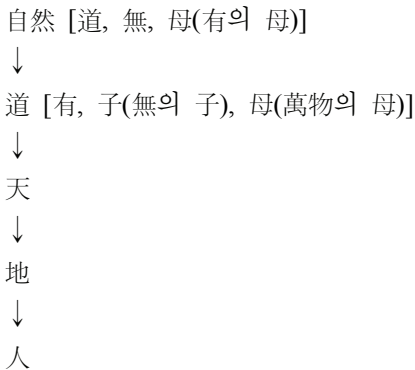 自然 [道, 無, 母(有의 母)]
↓
道 [有, 子(無의 子), 母(萬物의 母)]
↓
天
↓
地
↓
人